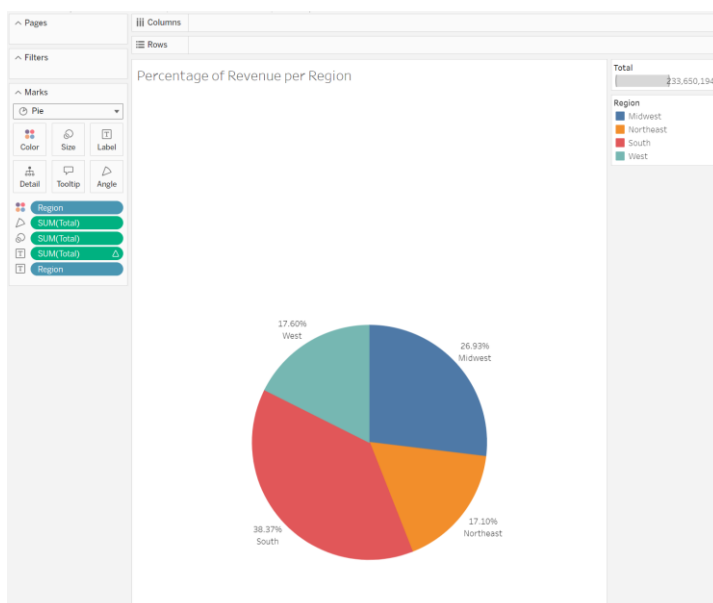 Pages
Filters
Marks
Pie
Color Size Label
Detail Tooltip Angle
Region
SUM(Total)
SUM(Total)
SUM(Total)
Region
Columns
Rows
Percentage of Revenue per Region
17.60%
West
26.93%
Midwest
38.37%
South
17.10%
Northeast
Total
233,650,194
Region
Midwest
Northeast
South
West